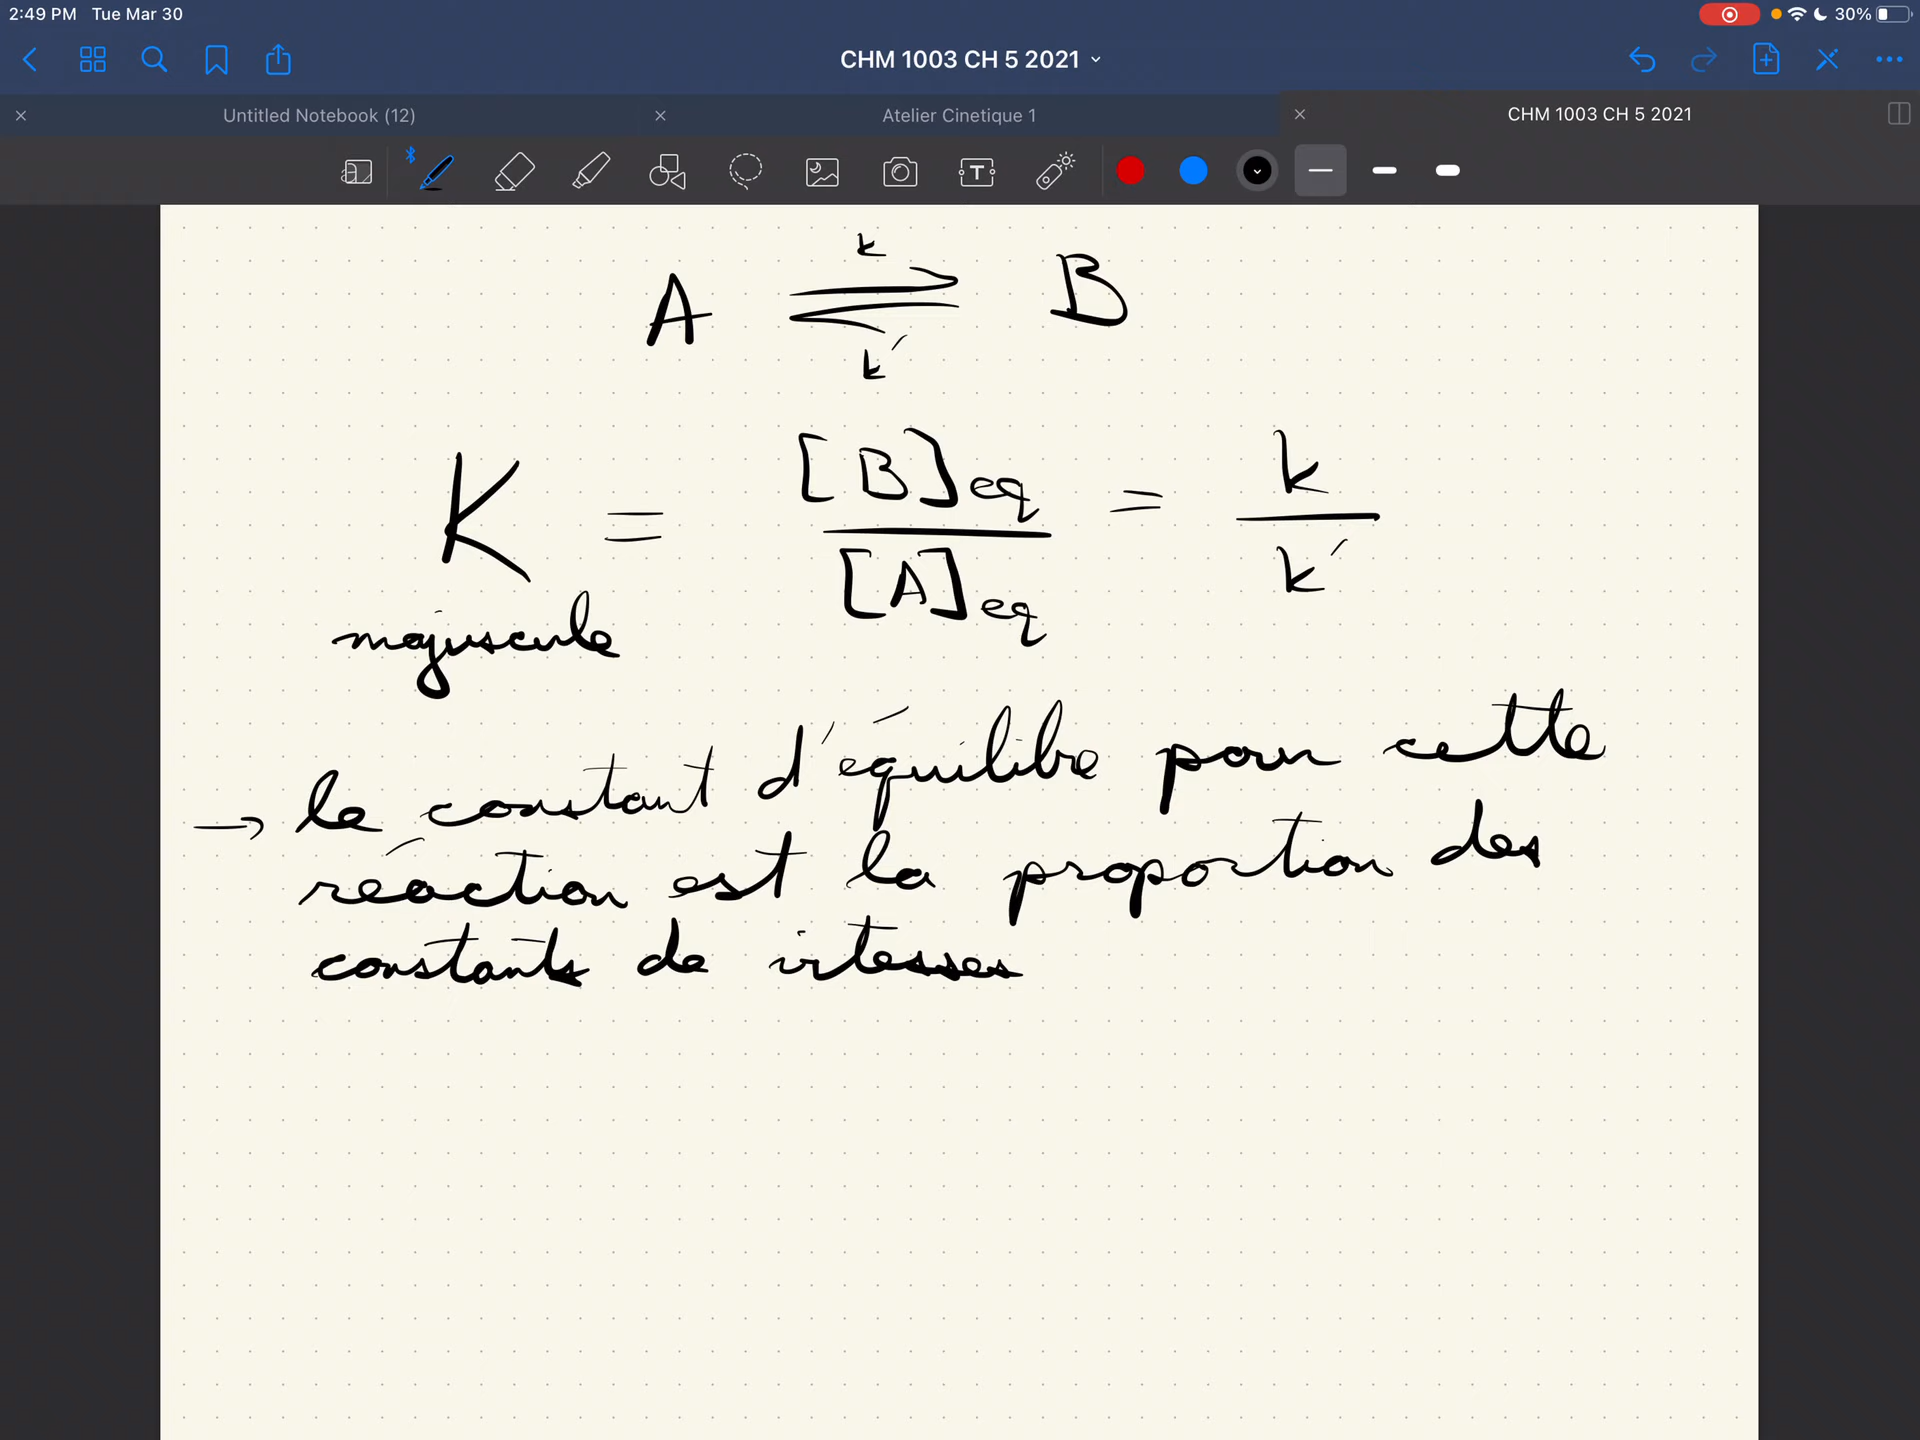 2:49 PM Tue Mar 30 30%
CHM 1003 CH 5 2021
Untitled Notebook (12) Atelier Cinetique 1 CHM 1003 CH 5 2021
T
k
A ⇌ B
k′
K = [B]eq / [A]eq = k / k′
majuscule
→ le constant d'équilibre pour cette
réaction est la proportion des
constants de vitesses